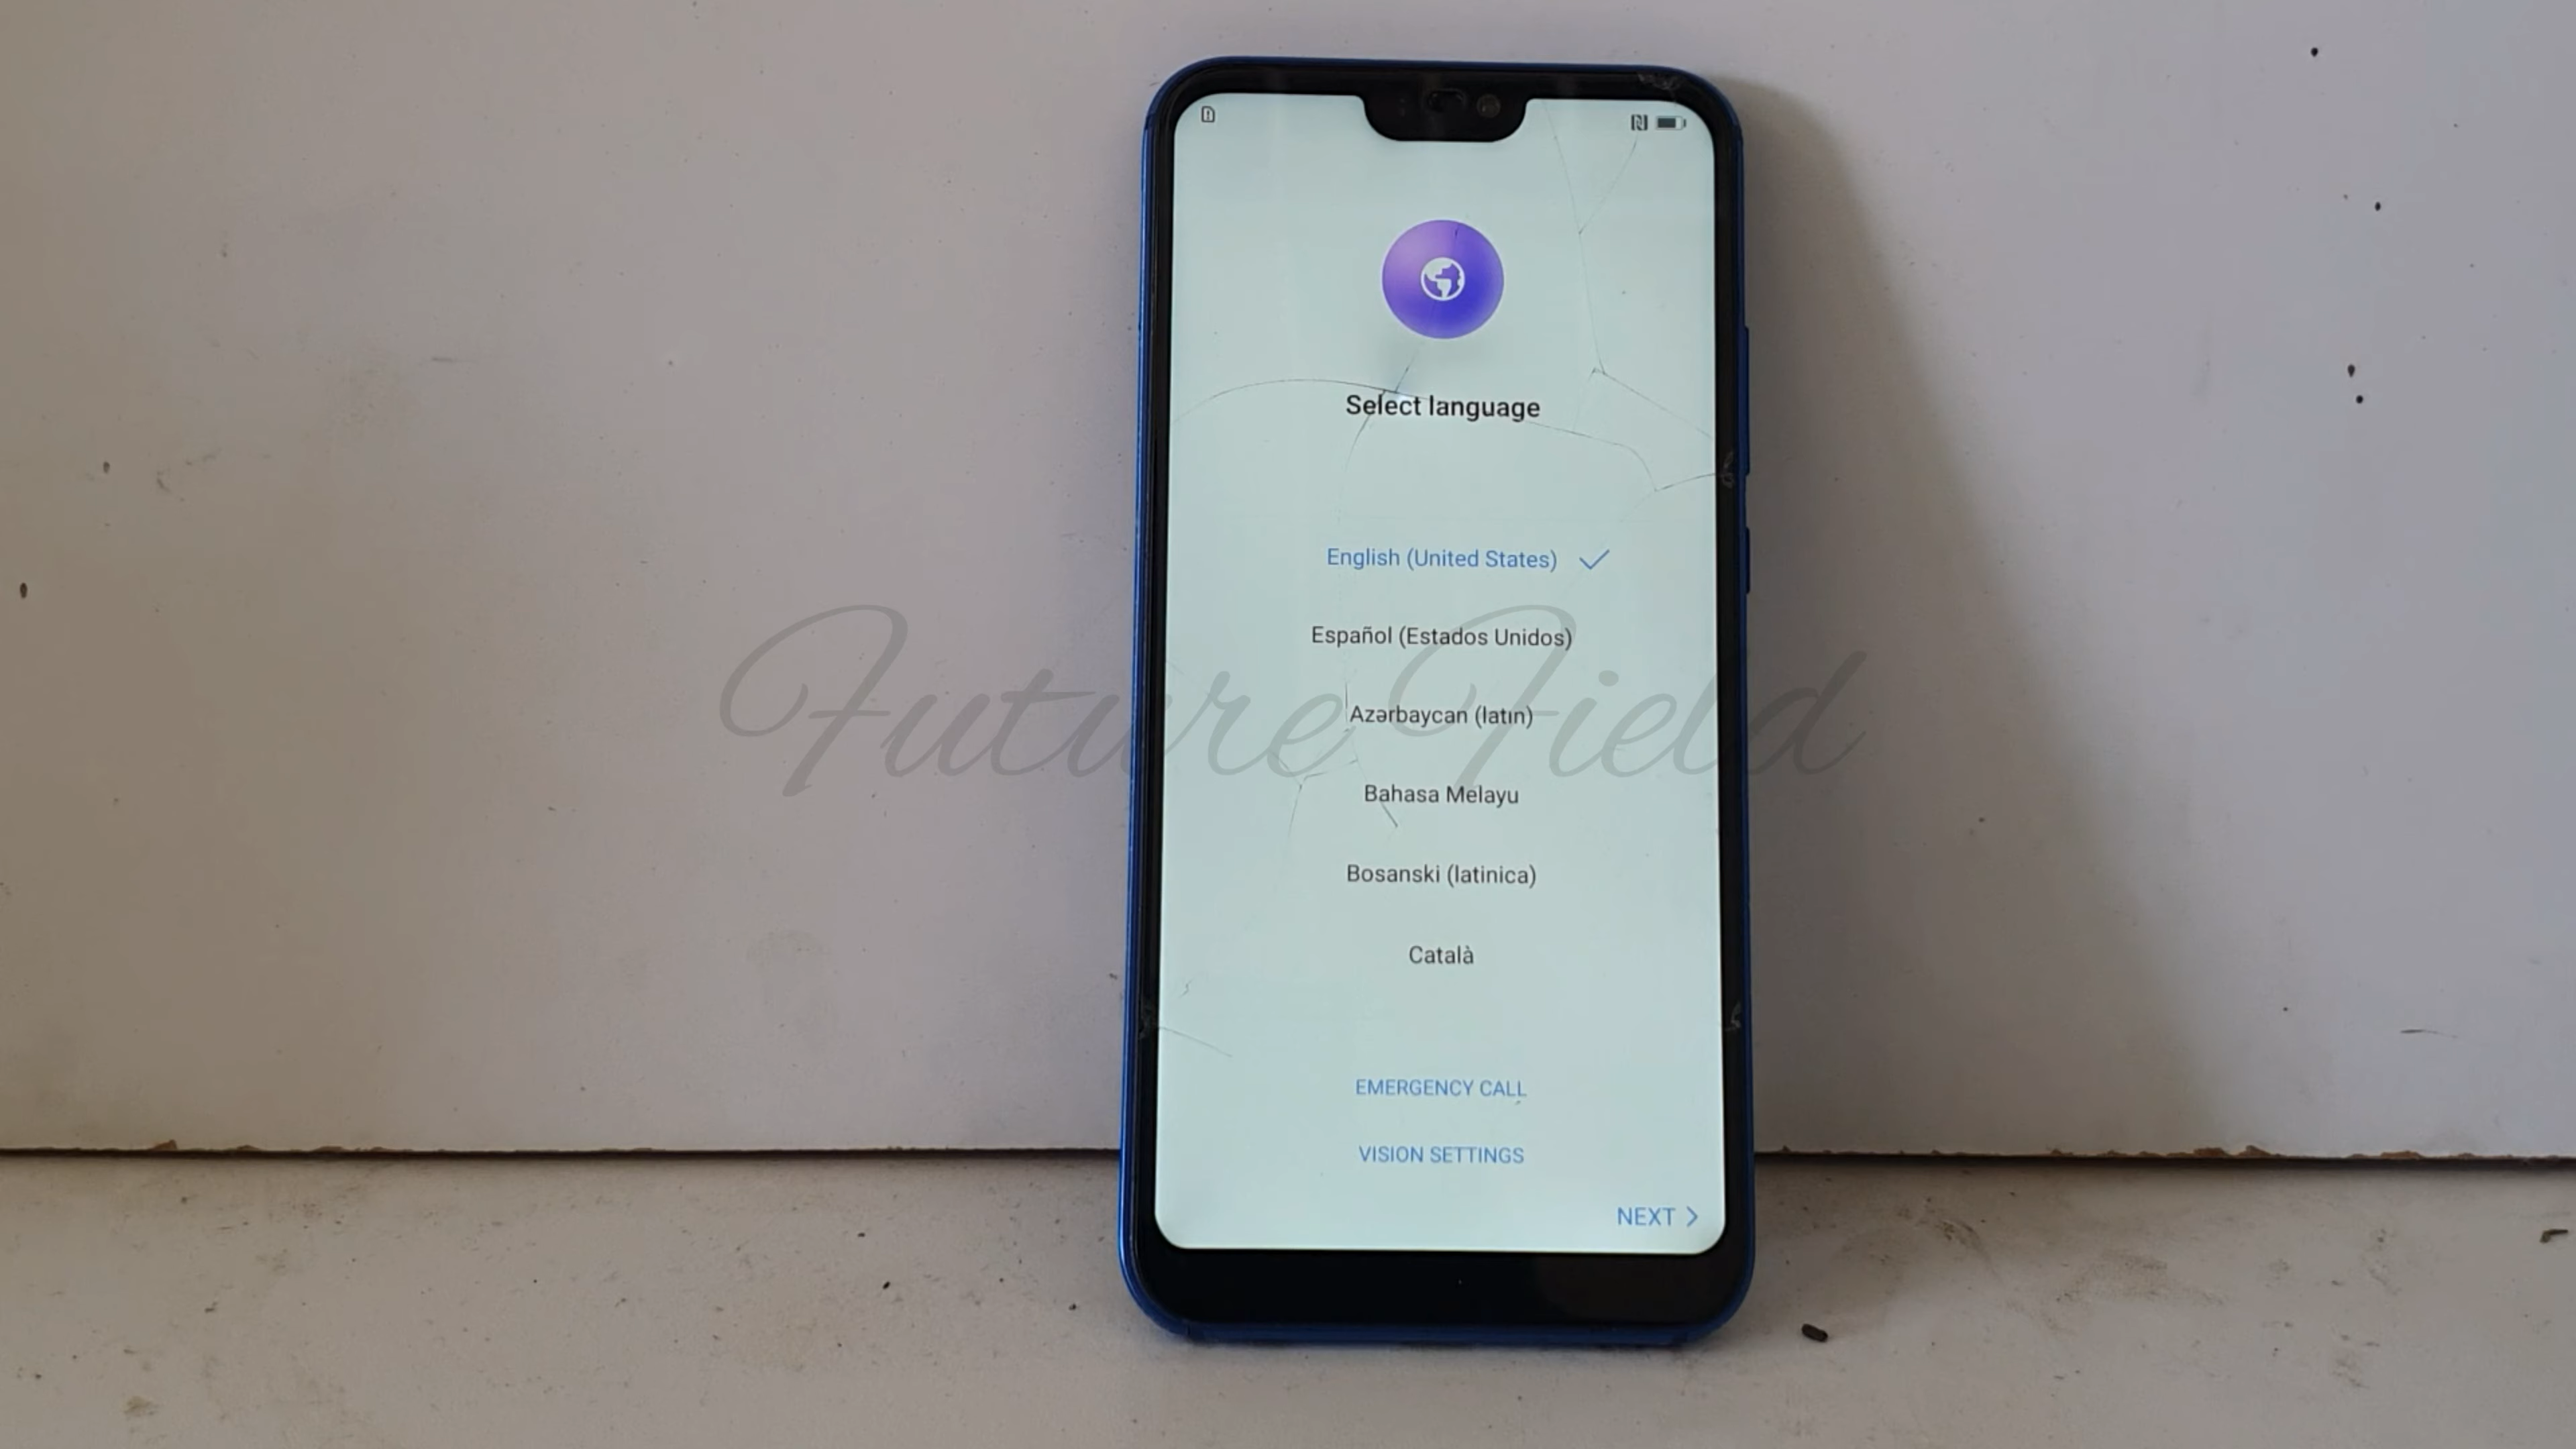 Select language
English (United States)
Español (Estados Unidos)
Azərbaycan (latın)
Future Field
Bahasa Melayu
Bosanski (latinica)
Català
EMERGENCY CALL
VISION SETTINGS
NEXT